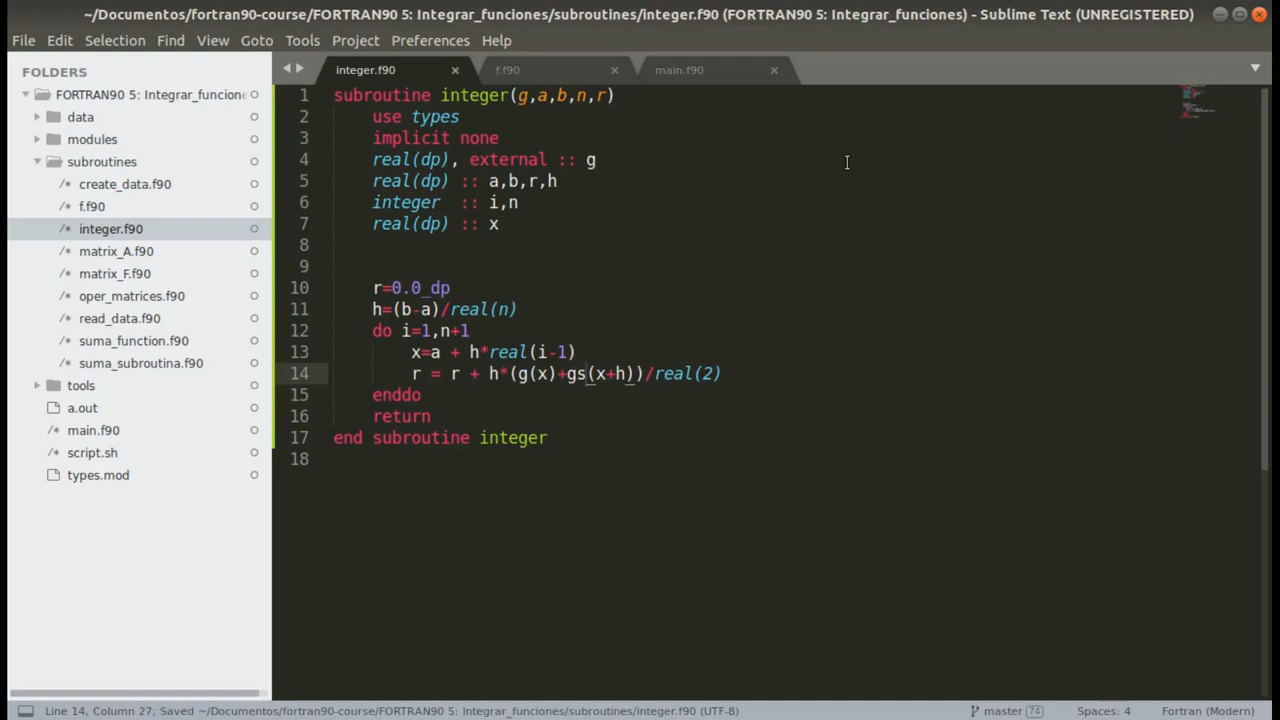 ~/Documentos/fortran90-course/FORTRAN90 5: Integrar_funciones/subroutines/integer.f90 (FORTRAN90 5: Integrar_funciones) - Sublime Text (UNREGISTERED)
File Edit Selection Find View Goto Tools Project Preferences Help
FOLDERS
FORTRAN90 5: Integrar_funcion
data
modules
subroutines
/* create_data.f90
/* f.f90
/* integer.f90
/* matrix_A.f90
/* matrix_F.f90
/* oper_matrices.f90
/* read_data.f90
/* suma_function.f90
/* suma_subroutina.f90
tools
a.out
/* main.f90
/* script.sh
types.mod
integer.f90 f.f90 main.f90
1 subroutine integer(g,a,b,n,r)
2 use types
3 implicit none
4 real(dp), external :: g
5 real(dp) :: a,b,r,h
6 integer :: i,n
7 real(dp) :: x
8
9
10 r=0.0_dp
11 h=(b-a)/real(n)
12 do i=1,n+1
13 x=a + h*real(i-1)
14 r = r + h*(g(x)+gs(x+h))/real(2)
15 enddo
16 return
17 end subroutine integer
18
Line 14, Column 27; Saved ~/Documentos/fortran90-course/FORTRAN90 5: Integrar_funciones/subroutines/integer.f90 (UTF-8) master 74 Spaces: 4 Fortran (Modern)